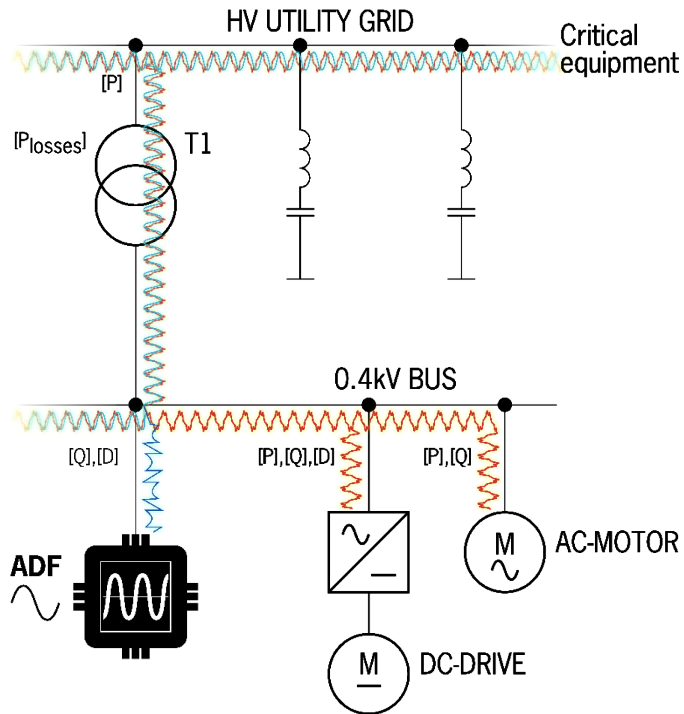 HV UTILITY GRID
Critical
equipment
[P]
[Plosses]
T1
0.4kV BUS
[Q],[D]
[P],[Q],[D]
[P],[Q]
ADF
M
AC-MOTOR
M
DC-DRIVE